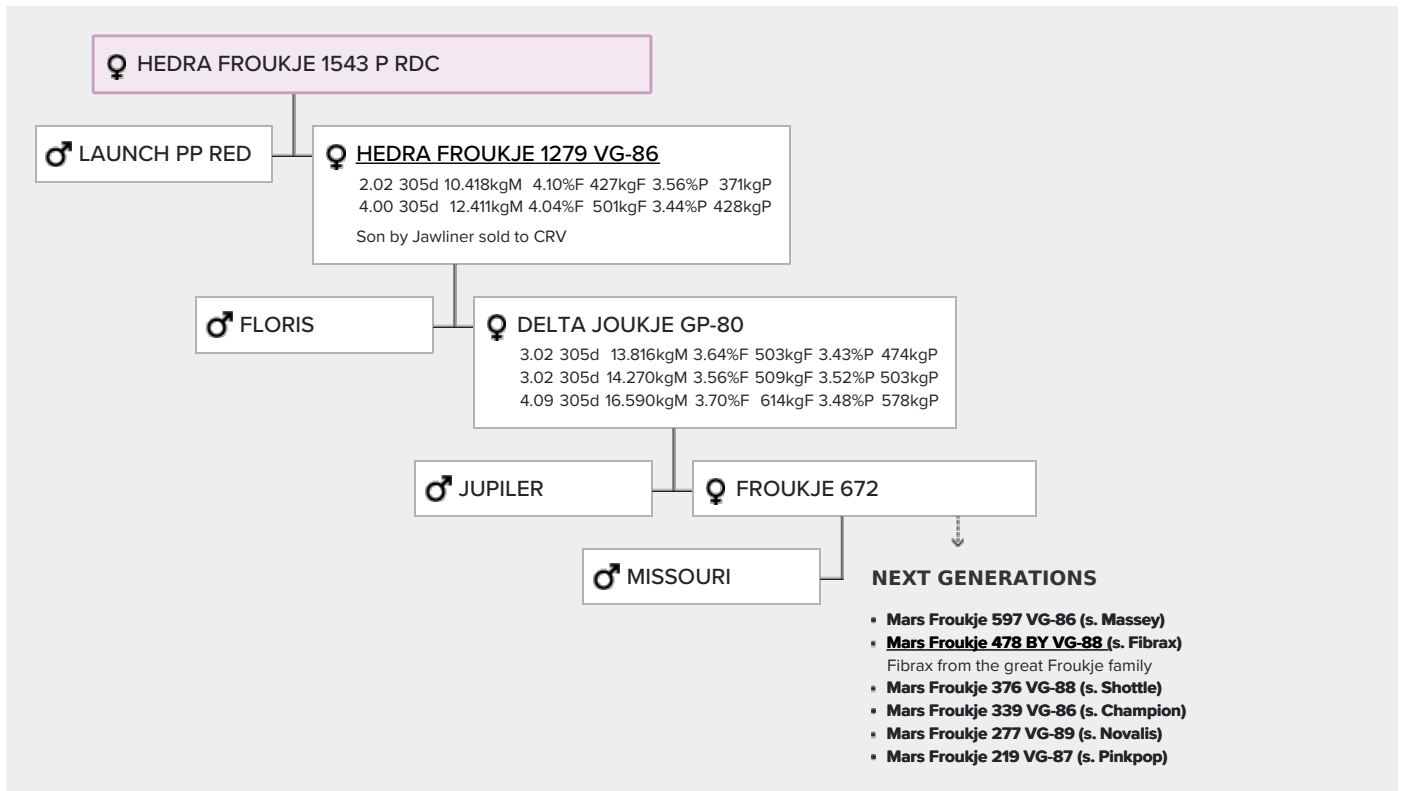 HEDRA FROUKJE 1543 P RDC
LAUNCH PP RED
HEDRA FROUKJE 1279 VG-86
2.02 305d 10.418kgM 4.10%F 427kgF 3.56%P 371kgP
4.00 305d 12.411kgM 4.04%F 501kgF 3.44%P 428kgP
Son by Jawliner sold to CRV
FLORIS
DELTA JOUKJE GP-80
3.02 305d 13.816kgM 3.64%F 503kgF 3.43%P 474kgP
3.02 305d 14.270kgM 3.56%F 509kgF 3.52%P 503kgP
4.09 305d 16.590kgM 3.70%F 614kgF 3.48%P 578kgP
JUPILER
FROUKJE 672
MISSOURI
NEXT GENERATIONS
Mars Froukje 597 VG-86 (s. Massey)
Mars Froukje 478 BY VG-88 (s. Fibrax)
Fibrax from the great Froukje family
Mars Froukje 376 VG-88 (s. Shottle)
Mars Froukje 339 VG-86 (s. Champion)
Mars Froukje 277 VG-89 (s. Novalis)
Mars Froukje 219 VG-87 (s. Pinkpop)